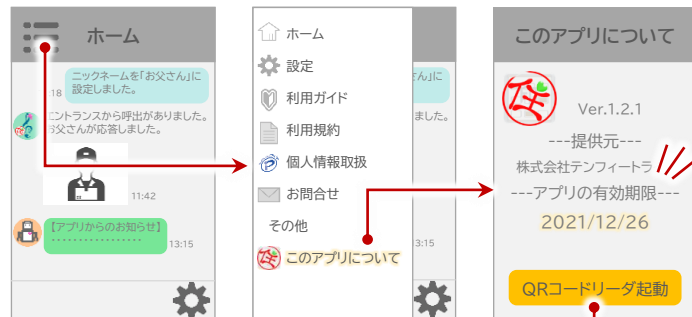 ホーム
ニックネームを「お父さん」に
設定しました。
18
エントランスから呼出がありました。
お父さんが応答しました。
11:42
【アプリからのお知らせ】
13:15
ホーム
設定
利用ガイド
利用規約
個人情報取扱
お問合せ
その他
このアプリについて
さん」に
ました。
3:15
このアプリについて
住
Ver.1.2.1
---提供元---
株式会社テンフィートラ
---アプリの有効期限---
2021/12/26
QRコードリーダ起動